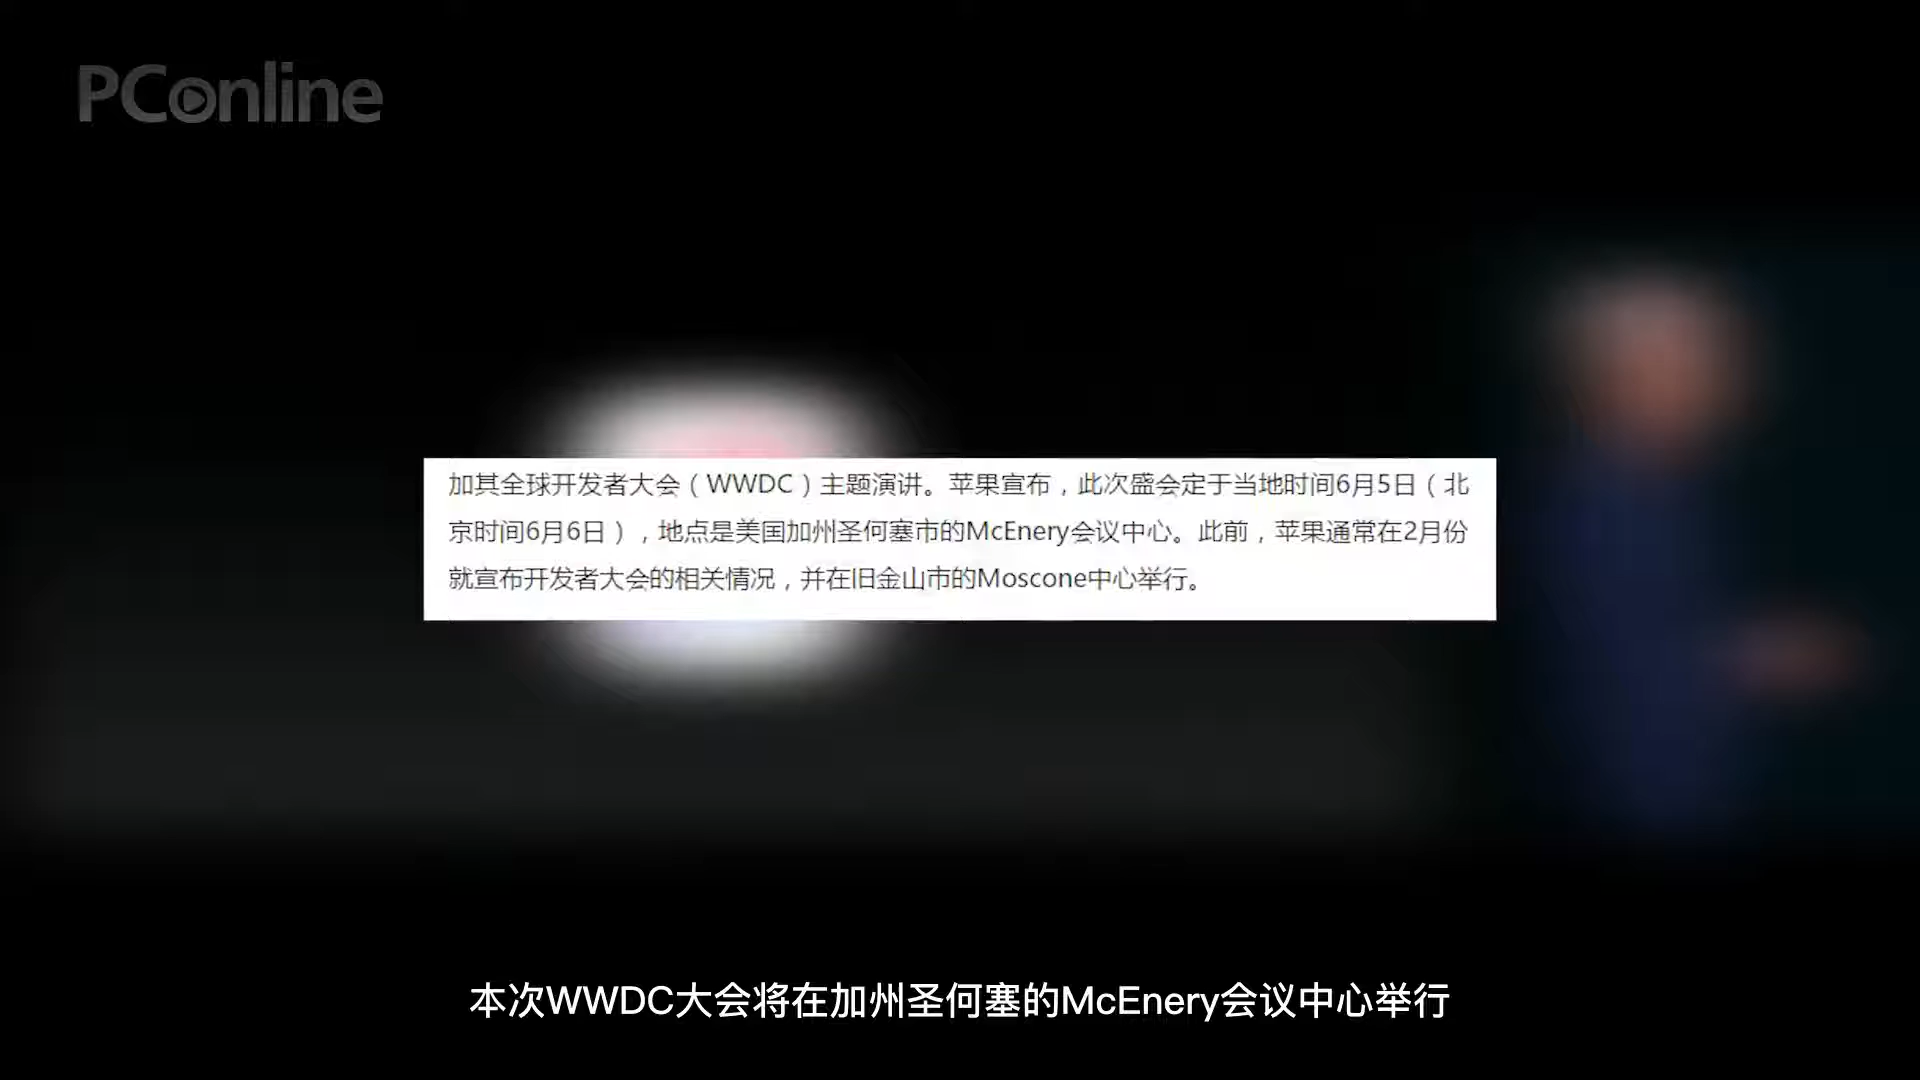 PConline
加其全球开发者大会（WWDC）主题演讲。苹果宣布，此次盛会定于当地时间6月5日（北
京时间6月6日），地点是美国加州圣何塞市的McEnery会议中心。此前，苹果通常在2月份
就宣布开发者大会的相关情况，并在旧金山市的Moscone中心举行。
本次WWDC大会将在加州圣何塞的McEnery会议中心举行